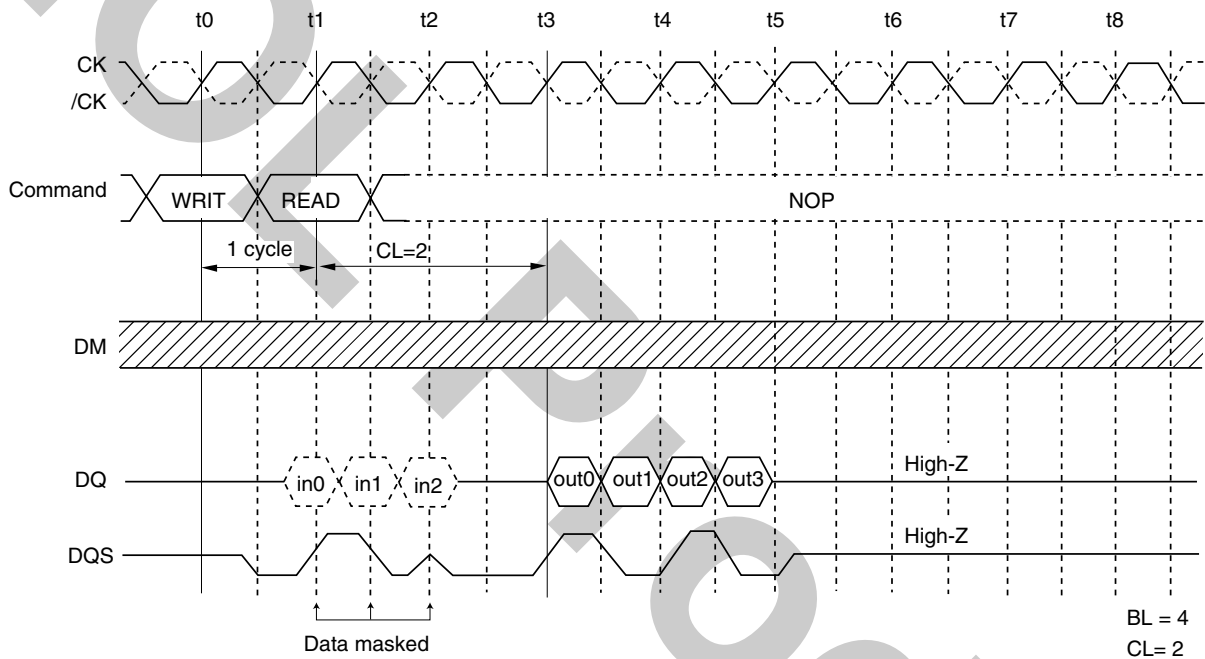 t0 t1 t2 t3 t4 t5 t6 t7 t8
CK
/CK
Command WRIT READ NOP
1 cycle CL=2
DM
DQ in0 in1 in2 out0 out1 out2 out3 High-Z
DQS High-Z
Data masked
BL = 4
CL= 2